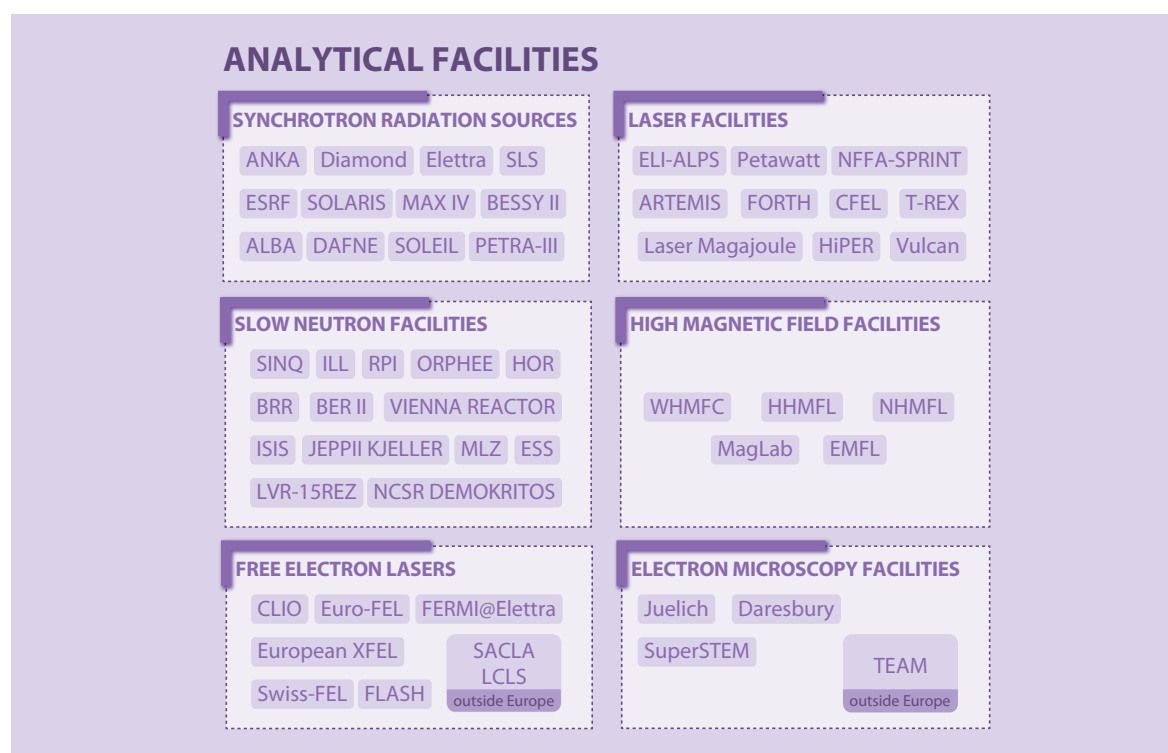 ANALYTICAL FACILITIES
SYNCHROTRON RADIATION SOURCES
ANKA Diamond Elettra SLS
ESRF SOLARIS MAX IV BESSY II
ALBA DAFNE SOLEIL PETRA-III
LASER FACILITIES
ELI-ALPS Petawatt NFFA-SPRINT
ARTEMIS FORTH CFEL T-REX
Laser Magajoule HiPER Vulcan
SLOW NEUTRON FACILITIES
SINQ ILL RPI ORPHEE HOR
BRR BER II VIENNA REACTOR
ISIS JEPPII KJELLER MLZ ESS
LVR-15REZ NCSR DEMOKRITOS
HIGH MAGNETIC FIELD FACILITIES
WHMFC HHMFL NHMFL
MagLab EMFL
FREE ELECTRON LASERS
CLIO Euro-FEL FERMI@Elettra
European XFEL
Swiss-FEL FLASH
SACLA
LCLS
outside Europe
ELECTRON MICROSCOPY FACILITIES
Juelich Daresbury
SuperSTEM
TEAM
outside Europe